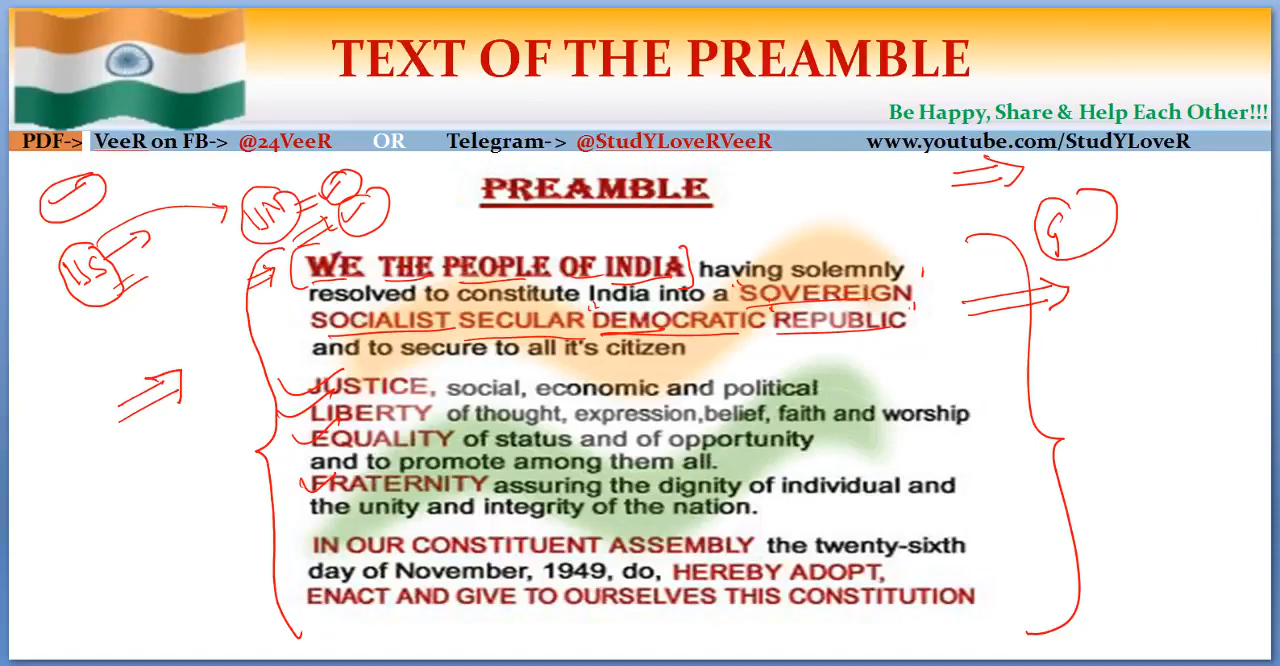 TEXT OF THE PREAMBLE
Be Happy, Share & Help Each Other!!!
PDF-> VeeR on FB-> @24VeeR OR Telegram-> @StudYLoveRVeeR www.youtube.com/StudYLoveR
PREAMBLE
US
UN
G
WE THE PEOPLE OF INDIA having solemnly
resolved to constitute India into a SOVEREIGN
SOCIALIST SECULAR DEMOCRATIC REPUBLIC
and to secure to all it's citizen
JUSTICE, social, economic and political
LIBERTY of thought, expression,belief, faith and worship
EQUALITY of status and of opportunity
and to promote among them all.
FRATERNITY assuring the dignity of individual and
the unity and integrity of the nation.
IN OUR CONSTITUENT ASSEMBLY the twenty-sixth
day of November, 1949, do, HEREBY ADOPT,
ENACT AND GIVE TO OURSELVES THIS CONSTITUTION